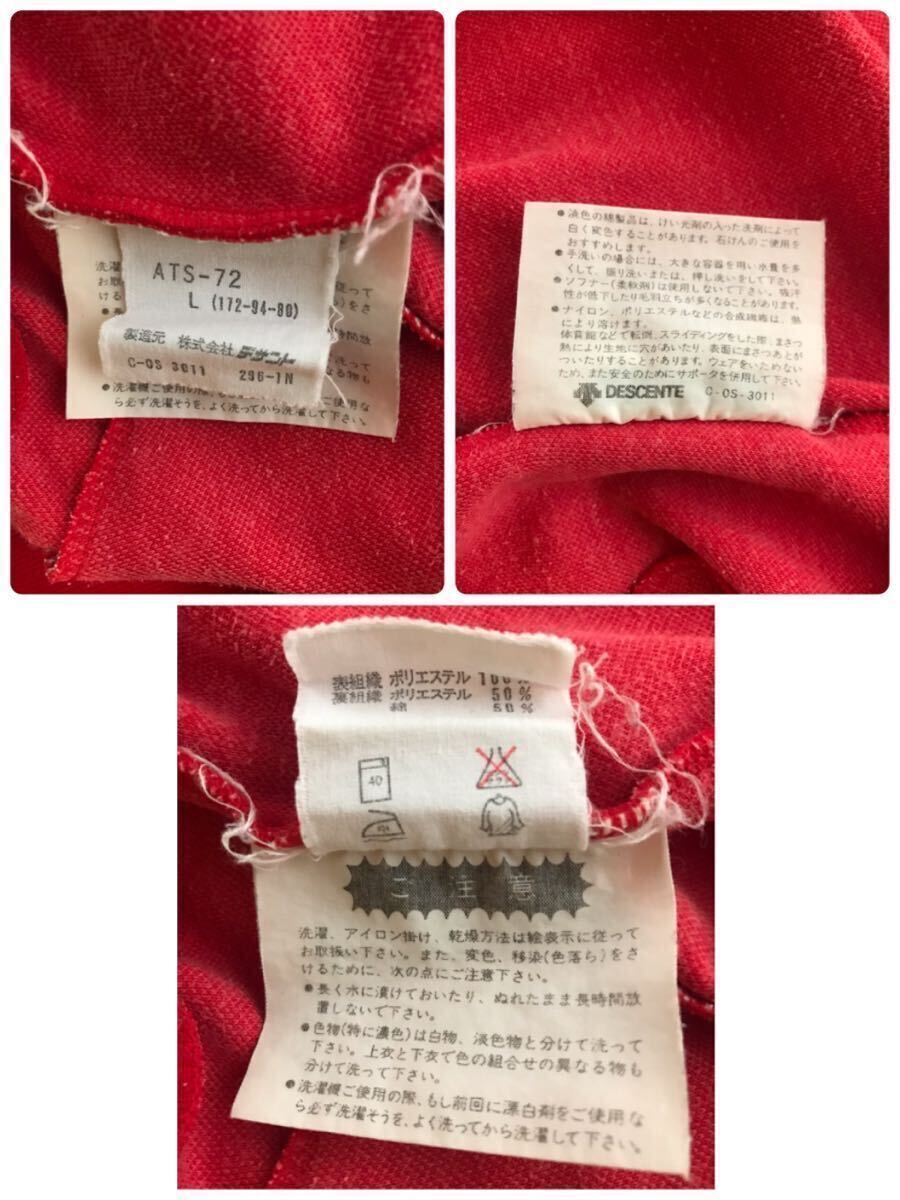 ATS-72
L (172-94-80)
製造元 株式会社デサント
C-OS 3011 296-1N
洗濯
お取
ける
従って
をさ
時間放
洗って
る物も
●洗濯機ご使用の際
使用な
ら必ず洗濯そうを、よく洗ってから洗濯して下さい。
●淡色の綿製品は、けい光剤の入った洗剤によって
白く変色することがあります。石けんのご使用を
おすすめします。
●手洗いの場合には、大きな容器を用い水量を多
くして、振り洗いまたは、押し洗いをして下さい。
●ソフナー(柔軟剤)は使用しないで下さい。吸汗
性が低下したり毛羽立ちが多くなることがあります。
●ナイロン、ポリエステルなどの合成繊維は、熱
により溶けます。
体育館などで転倒、スライディングをした際、まさつ
熱により生地に穴があいたり、表面にまさつあとが
ついたりすることがあります。ウェアをいためない
ため、また安全のためにサポータを併用して下さい。
DESCENTE C-OS-3011
表組織 ポリエステル 100%
裏組織 ポリエステル 50%
綿 50%
40
ご注意
洗濯、アイロン掛け、乾燥方法は絵表示に従って
お取扱い下さい。また、変色、移染(色落ち)をさ
けるために、次の点にご注意下さい。
●長く水に漬けておいたり、ぬれたまま長時間放
置しないで下さい。
●色物(特に濃色)は白物、淡色物と分けて洗って
下さい。上衣と下衣で色の組合せの異なる物も
分けて洗って下さい。
●洗濯機ご使用の際、もし前回に漂白剤をご使用な
ら必ず洗濯そうを、よく洗ってから洗濯して下さい。